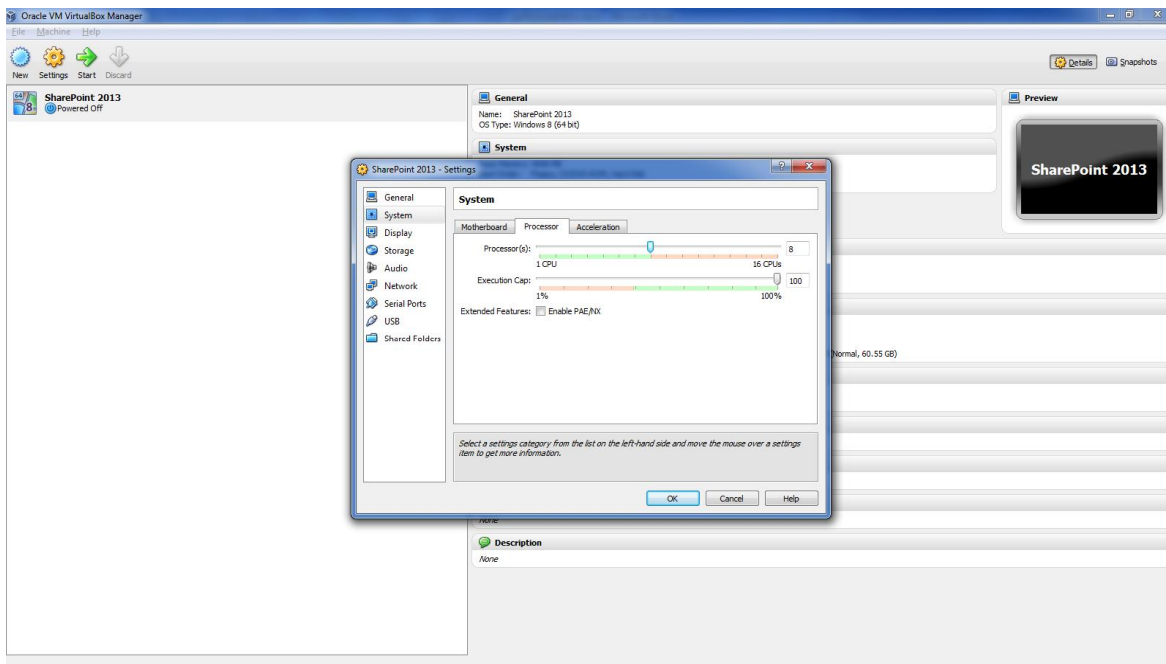 Oracle VM VirtualBox Manager
File Machine Help
New Settings Start Discard
Details Snapshots
64
8
SharePoint 2013
Powered Off
General
Name: SharePoint 2013
OS Type: Windows 8 (64 bit)
System
Preview
SharePoint 2013
SharePoint 2013 - Settings
General
System
Display
Storage
Audio
Network
Serial Ports
USB
Shared Folders
System
Motherboard Processor Acceleration
Processor(s): 8
1 CPU 16 CPUs
Execution Cap: 100
1% 100%
Extended Features: Enable PAE/NX
Select a settings category from the list on the left-hand side and move the mouse over a settings
item to get more information.
OK Cancel Help
(Normal, 60.55 GB)
None
Description
None